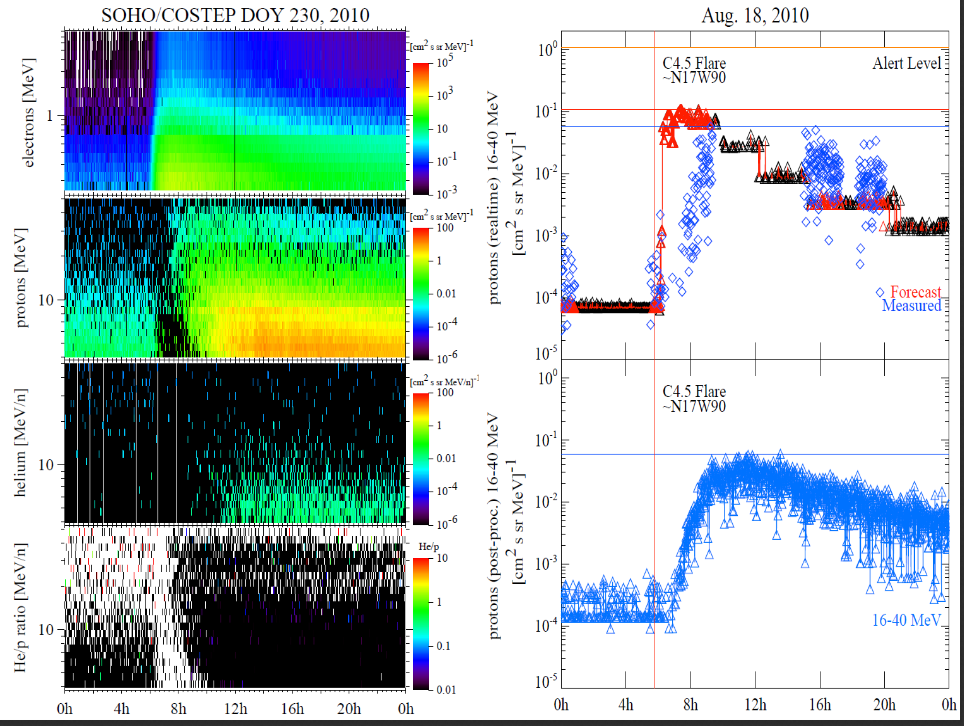 SOHO/COSTEP DOY 230, 2010
electrons [MeV]
1
[cm² s sr MeV]⁻¹
10⁵
10³
10
10⁻¹
10⁻³
protons [MeV]
10
[cm² s sr MeV]⁻¹
100
1
0.01
10⁻⁴
10⁻⁶
helium [MeV/n]
10
[cm² s sr MeV/n]⁻¹
100
1
0.01
10⁻⁴
10⁻⁶
He/p ratio [MeV/n]
10
He/p
10
1
0.1
0.01
0h 4h 8h 12h 16h 20h 0h
Aug. 18, 2010
protons (realtime) 16-40 MeV
[cm² s sr MeV]⁻¹
10⁰
10⁻¹
10⁻²
10⁻³
10⁻⁴
10⁻⁵
C4.5 Flare
~N17W90
Alert Level
Forecast
Measured
protons (post-proc.) 16-40 MeV
[cm² s sr MeV]⁻¹
10⁰
10⁻¹
10⁻²
10⁻³
10⁻⁴
10⁻⁵
C4.5 Flare
~N17W90
16-40 MeV
0h 4h 8h 12h 16h 20h 0h